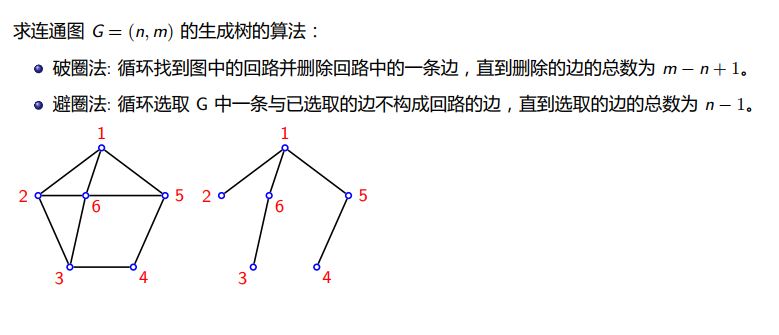 求连通图 G = (n, m) 的生成树的算法：
破圈法: 循环找到图中的回路并删除回路中的一条边，直到删除的边的总数为 m − n + 1。
避圈法: 循环选取 G 中一条与已选取的边不构成回路的边，直到选取的边的总数为 n − 1。
1 1
2 5 2 5
6 6
3 4 3 4